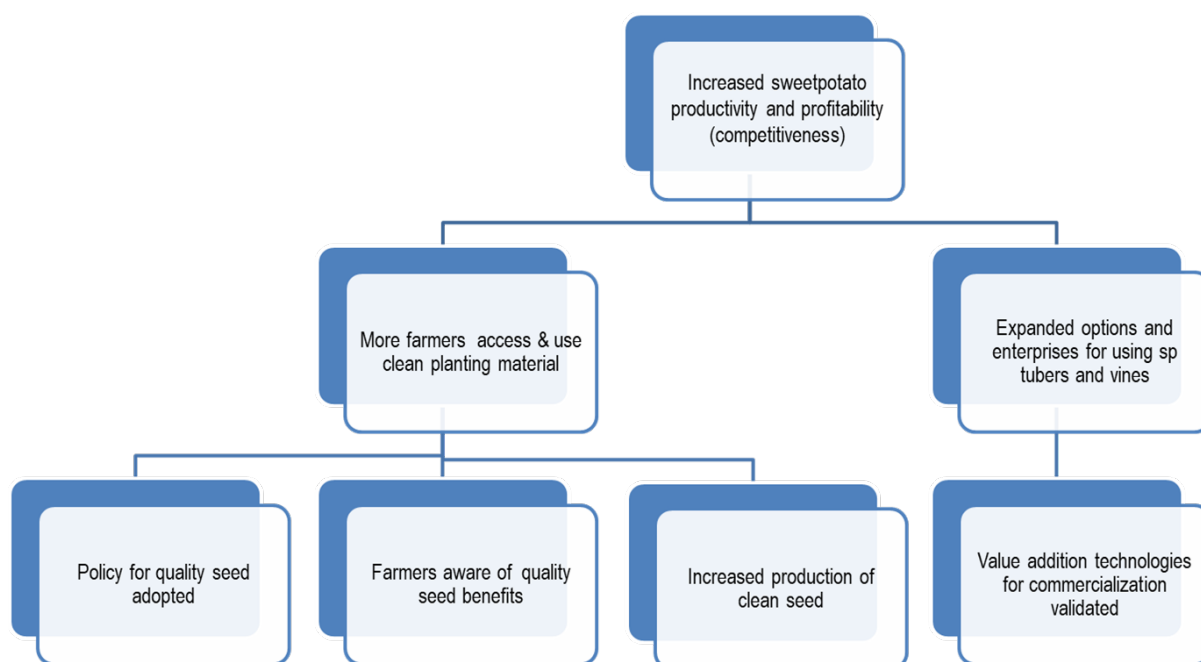 Increased sweetpotato
productivity and profitability
(competitiveness)
More farmers access & use
clean planting material
Expanded options and
enterprises for using sp
tubers and vines
Policy for quality seed
adopted
Farmers aware of quality
seed benefits
Increased production of
clean seed
Value addition technologies
for commercialization
validated